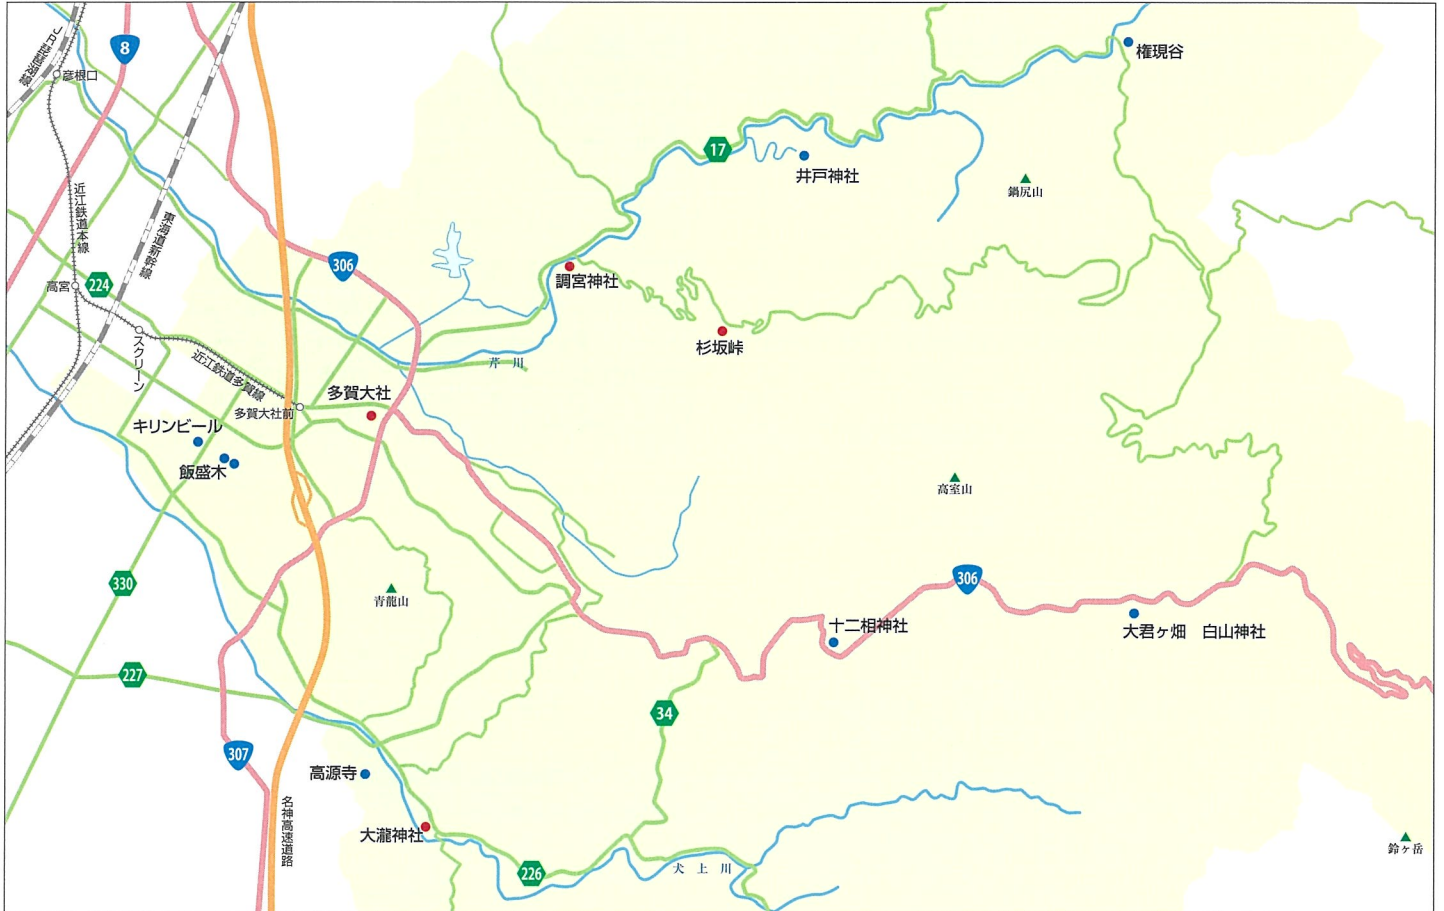 8
JR琵琶湖線
彦根口
権現谷
17
井戸神社
鍋尻山
近江鉄道本線
東海道新幹線
306
224
高宮
調宮神社
スクリーン
杉坂峠
近江鉄道多賀線
芹川
多賀大社
多賀大社前
キリンビール
飯盛木
高室山
330
青龍山
306
十二相神社
大君ヶ畑 白山神社
227
34
307
高源寺
名神高速道路
大瀧神社
226
犬上川
鈴ヶ岳